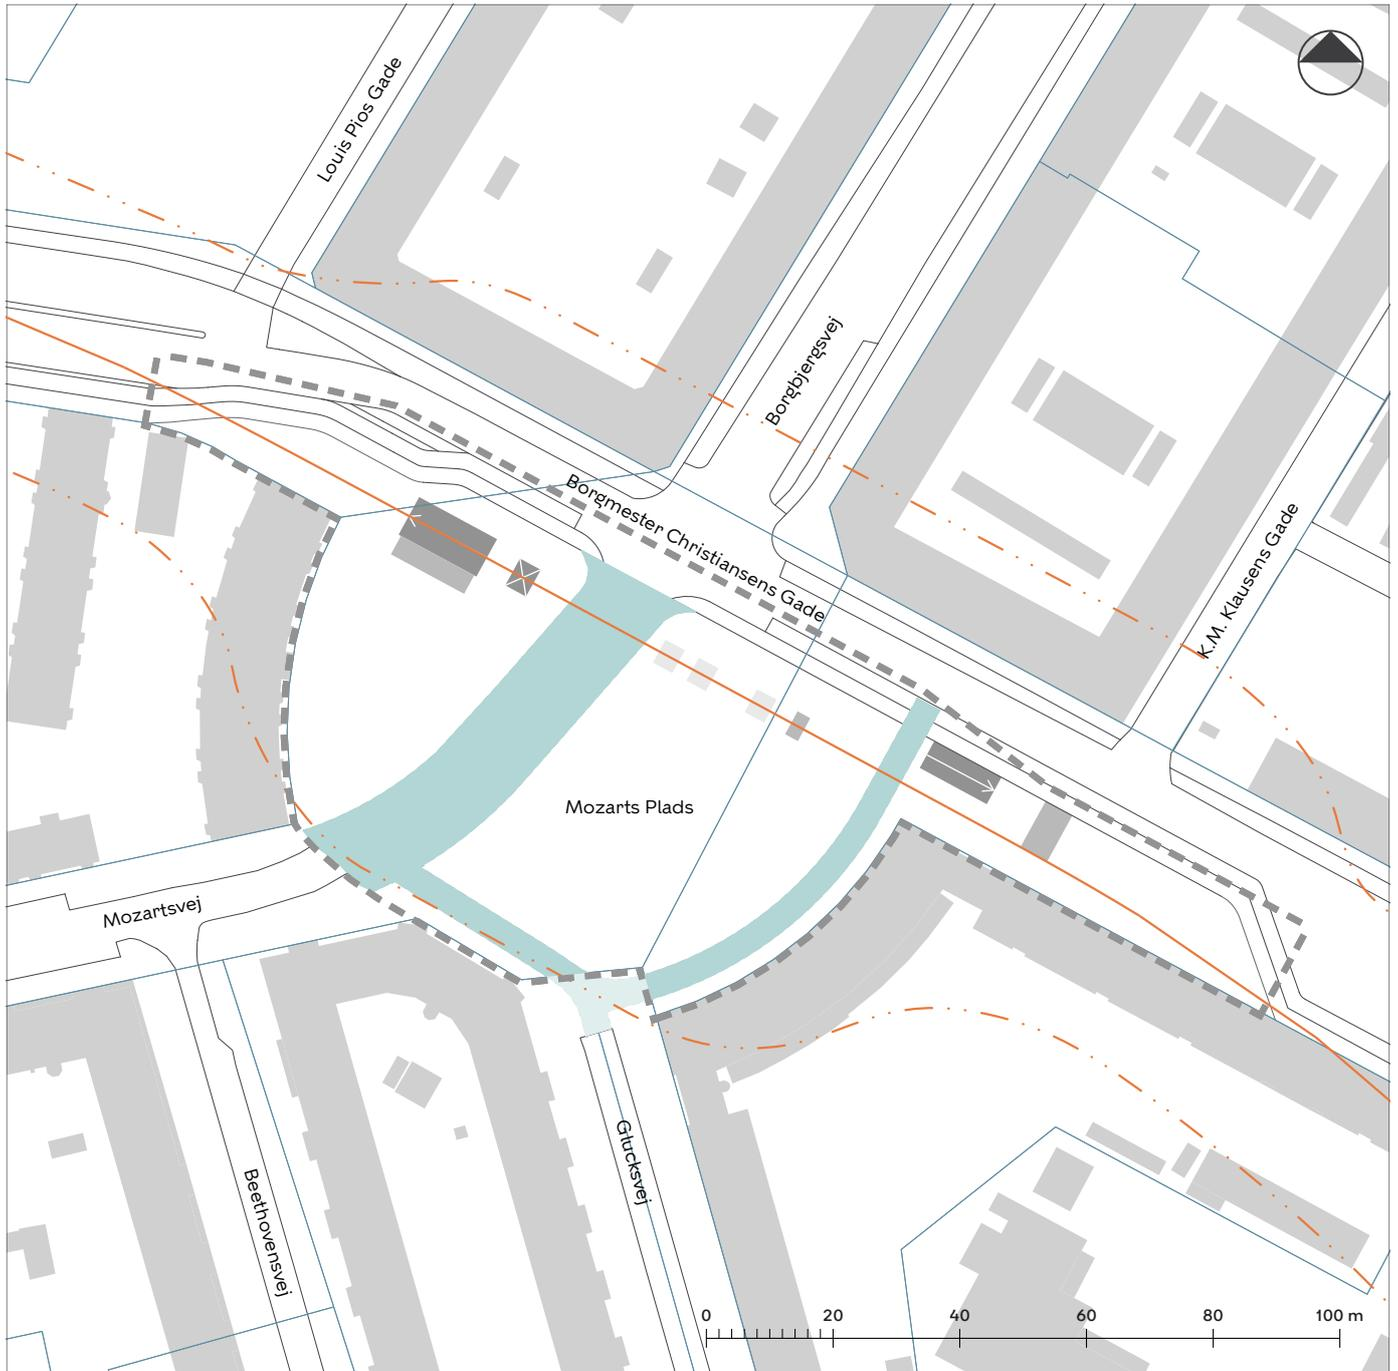 Louis Pios Gade
Borgbjergsvej
Borgmester Christiansens Gade
K.M. Klausens Gade
Mozarts Plads
Mozartsvej
Beethovensvej
Glucksvej
0 20 40 60 80 100 m